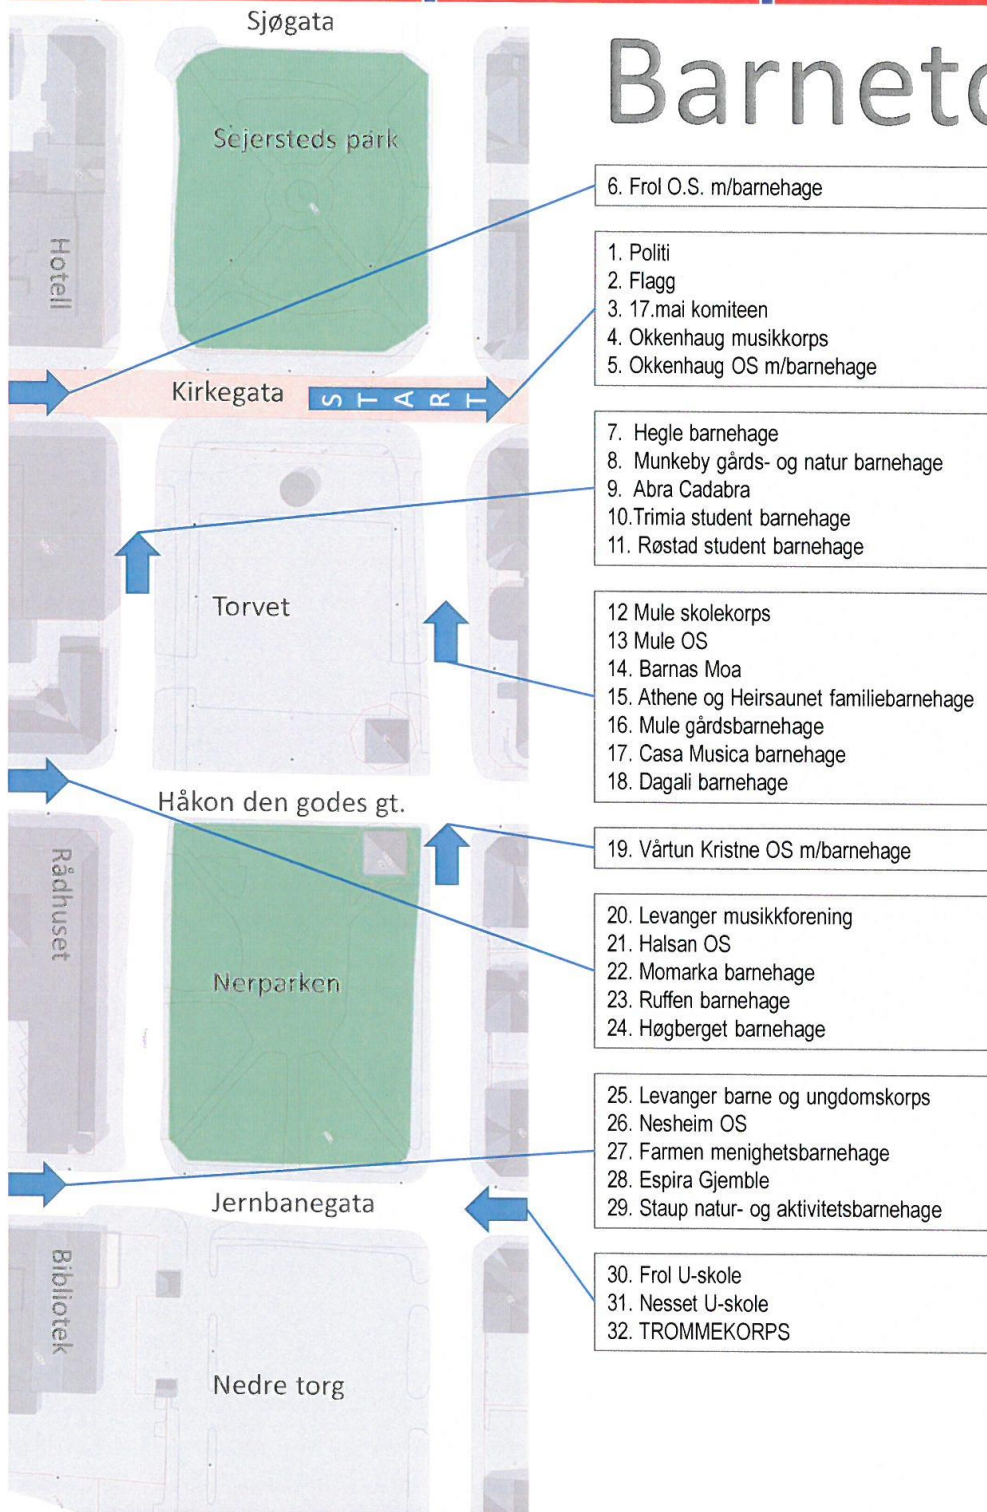 Sjøgata
Barneto
Sejersteds park
Hotell
Kirkegata
START
Torvet
Håkon den godes gt.
Rådhuset
Nerparken
Jernbanegata
Bibliotek
Nedre torg
6. Frol O.S. m/barnehage
1. Politi
2. Flagg
3. 17.mai komiteen
4. Okkenhaug musikkorps
5. Okkenhaug OS m/barnehage
7. Hegle barnehage
8. Munkeby gårds- og natur barnehage
9. Abra Cadabra
10.Trimia student barnehage
11. Røstad student barnehage
12 Mule skolekorps
13 Mule OS
14. Barnas Moa
15. Athene og Heirsaunet familiebarnehage
16. Mule gårdsbarnehage
17. Casa Musica barnehage
18. Dagali barnehage
19. Vårtun Kristne OS m/barnehage
20. Levanger musikkforening
21. Halsan OS
22. Momarka barnehage
23. Ruffen barnehage
24. Høgberget barnehage
25. Levanger barne og ungdomskorps
26. Nesheim OS
27. Farmen menighetsbarnehage
28. Espira Gjemble
29. Staup natur- og aktivitetsbarnehage
30. Frol U-skole
31. Nesset U-skole
32. TROMMEKORPS